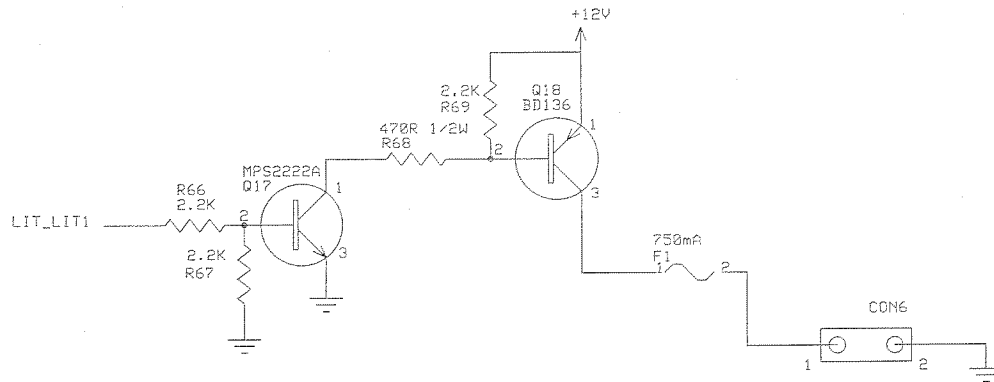 +12V
2.2K
R69
Q18
BD136
1
470R 1/2W
R68
2
3
MPS2222A
Q17
1
R66
2.2K
2
LIT_LIT1
2.2K
R67
3
750mA
F1
1
2
CON6
1
2